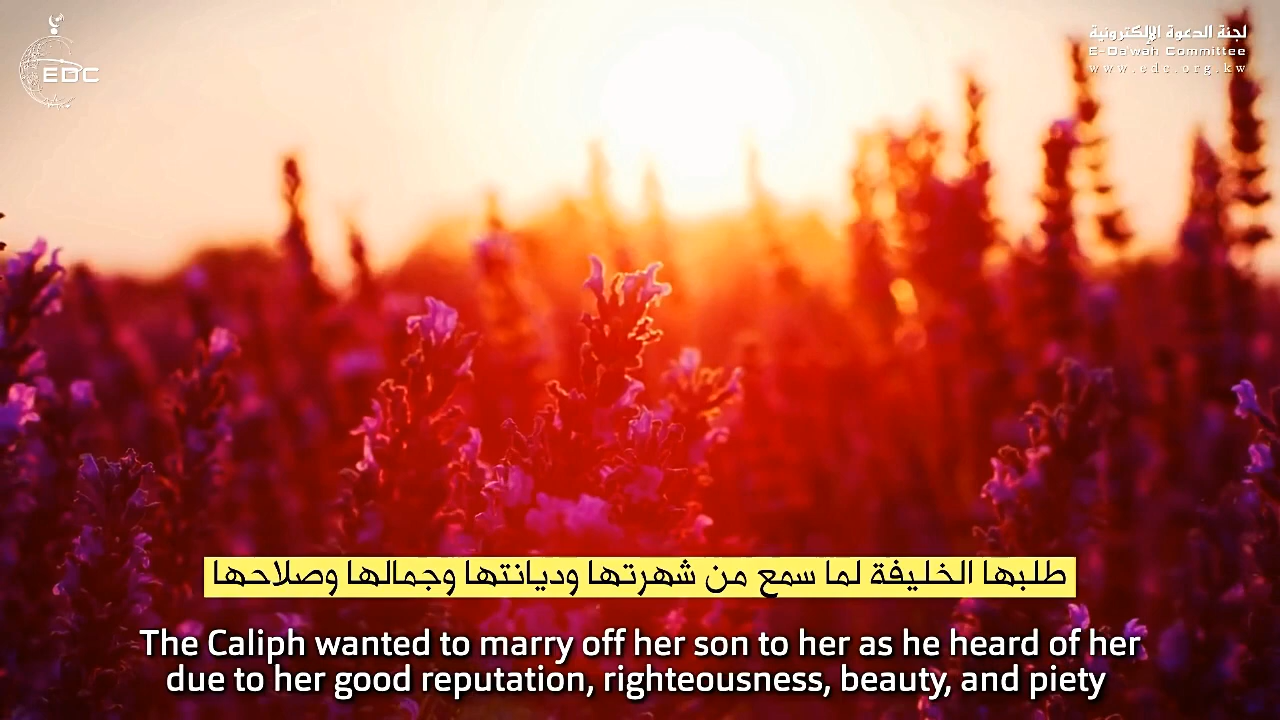 EDC
لجنة الدعوة الإلكترونية
E-Da'wah Committee
www.edc.org.kw
طلبها الخليفة لما سمع من شهرتها وديانتها وجمالها وصلاحها
The Caliph wanted to marry off her son to her as he heard of her
due to her good reputation, righteousness, beauty, and piety